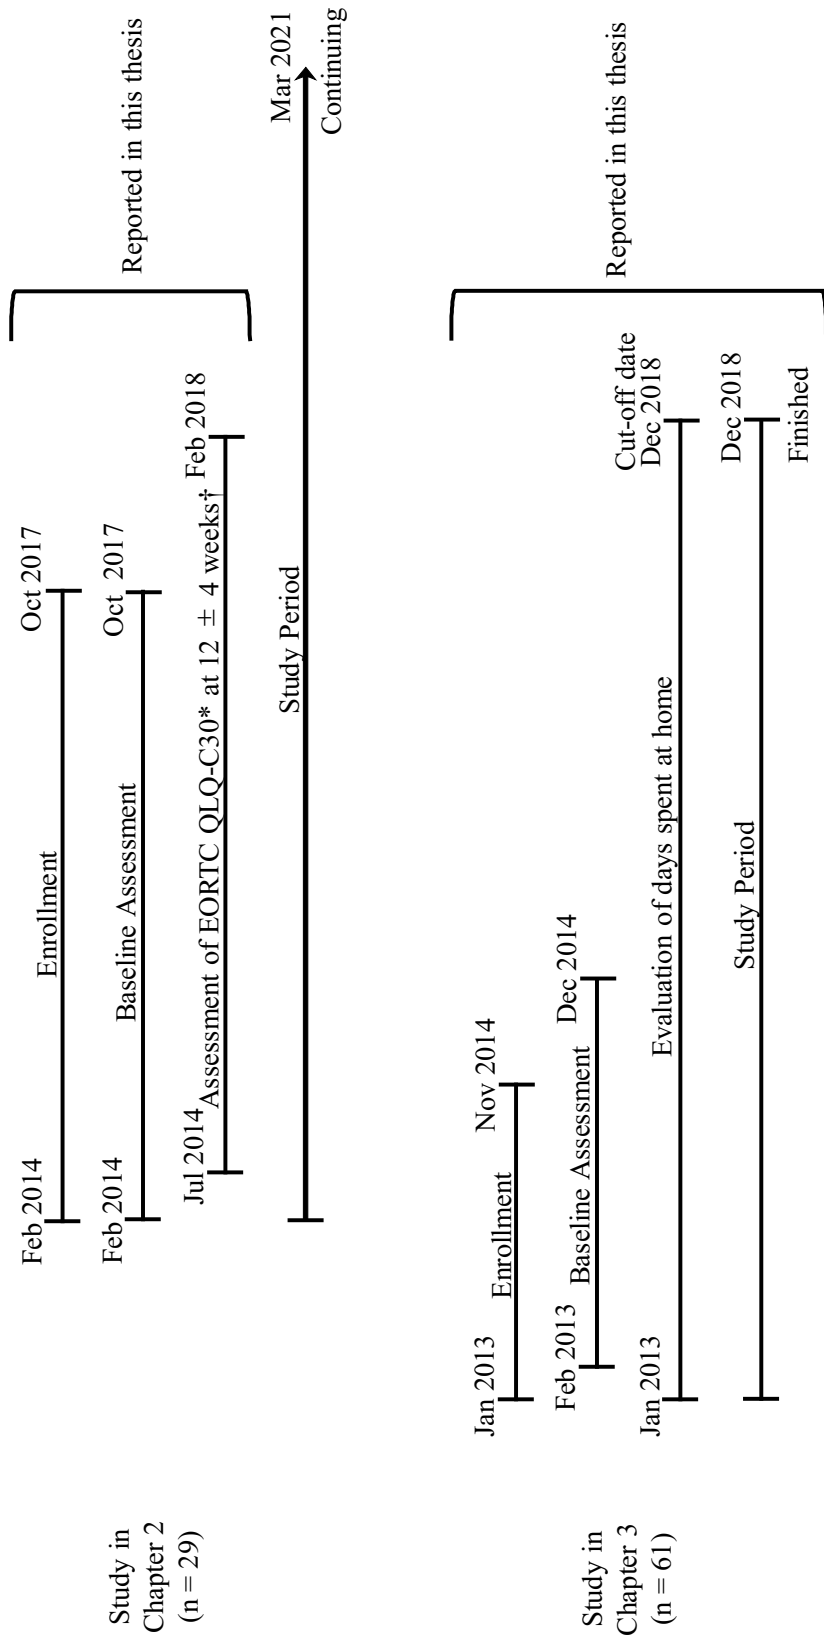 Study in
Chapter 2
(n = 29)
Feb 2014
Enrollment
Oct 2017
Feb 2014
Baseline Assessment
Oct 2017
Jul 2014
Assessment of EORTC QLQ-C30* at 12 ± 4 weeks†
Feb 2018
Reported in this thesis
Study Period
Mar 2021
Continuing
Study in
Chapter 3
(n = 61)
Jan 2013
Enrollment
Nov 2014
Feb 2013
Baseline Assessment
Dec 2014
Jan 2013
Evaluation of days spent at home
Cut-off date
Dec 2018
Study Period
Dec 2018
Finished
Reported in this thesis